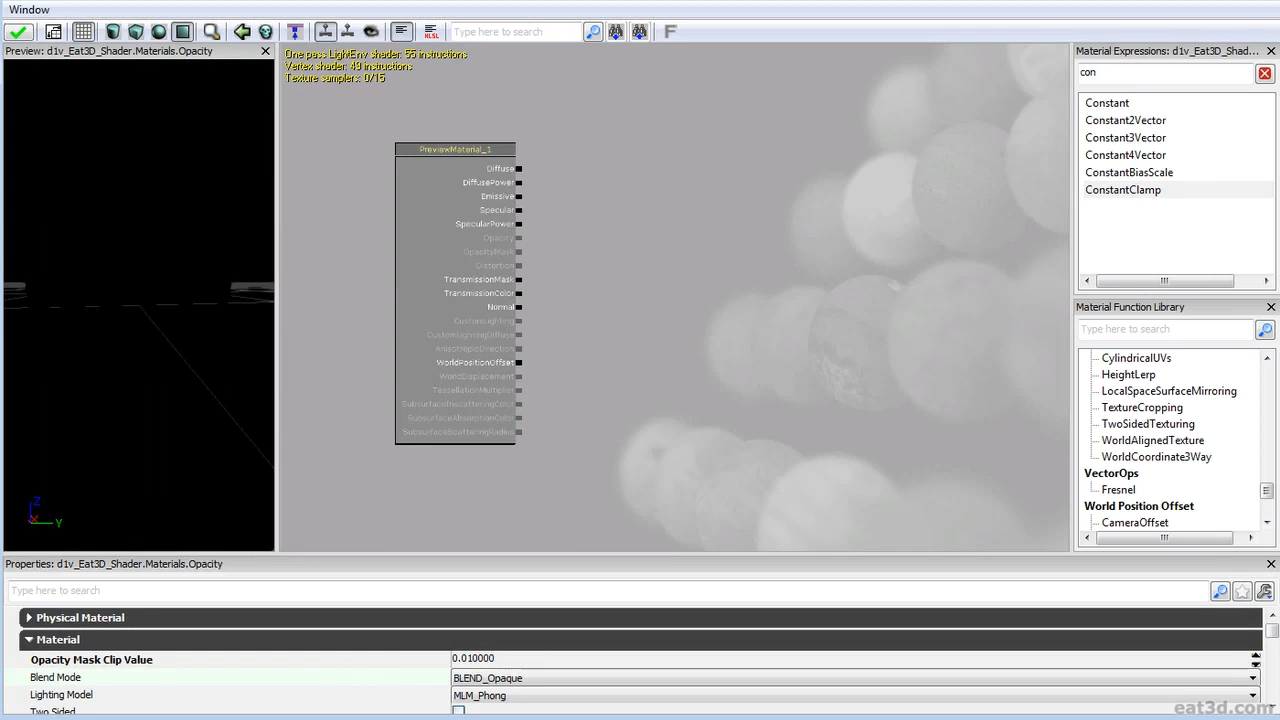 Window
Type here to search
HLSL
F
Preview: d1v_Eat3D_Shader.Materials.Opacity
One pass LightEnv shader: 55 instructions
Vertex shader: 43 instructions
Texture samplers: 0/15
PreviewMaterial_1
Diffuse
DiffusePower
Emissive
Specular
SpecularPower
Opacity
OpacityMask
Distortion
TransmissionMask
TransmissionColor
Normal
CustomLighting
CustomLightingDiffuse
AnisotropicDirection
WorldPositionOffset
WorldDisplacement
TessellationMultiplier
SubsurfaceInscatteringColor
SubsurfaceAbsorptionColor
SubsurfaceScatteringRadius
Z
X
Y
Material Expressions: d1v_Eat3D_Shad...
con
Constant
Constant2Vector
Constant3Vector
Constant4Vector
ConstantBiasScale
ConstantClamp
Material Function Library
Type here to search
CylindricalUVs
HeightLerp
LocalSpaceSurfaceMirroring
TextureCropping
TwoSidedTexturing
WorldAlignedTexture
WorldCoordinate3Way
VectorOps
Fresnel
World Position Offset
CameraOffset
Properties: d1v_Eat3D_Shader.Materials.Opacity
Type here to search
Physical Material
Material
Opacity Mask Clip Value 0.010000
Blend Mode BLEND_Opaque
Lighting Model MLM_Phong
Two Sided
eat3d.com